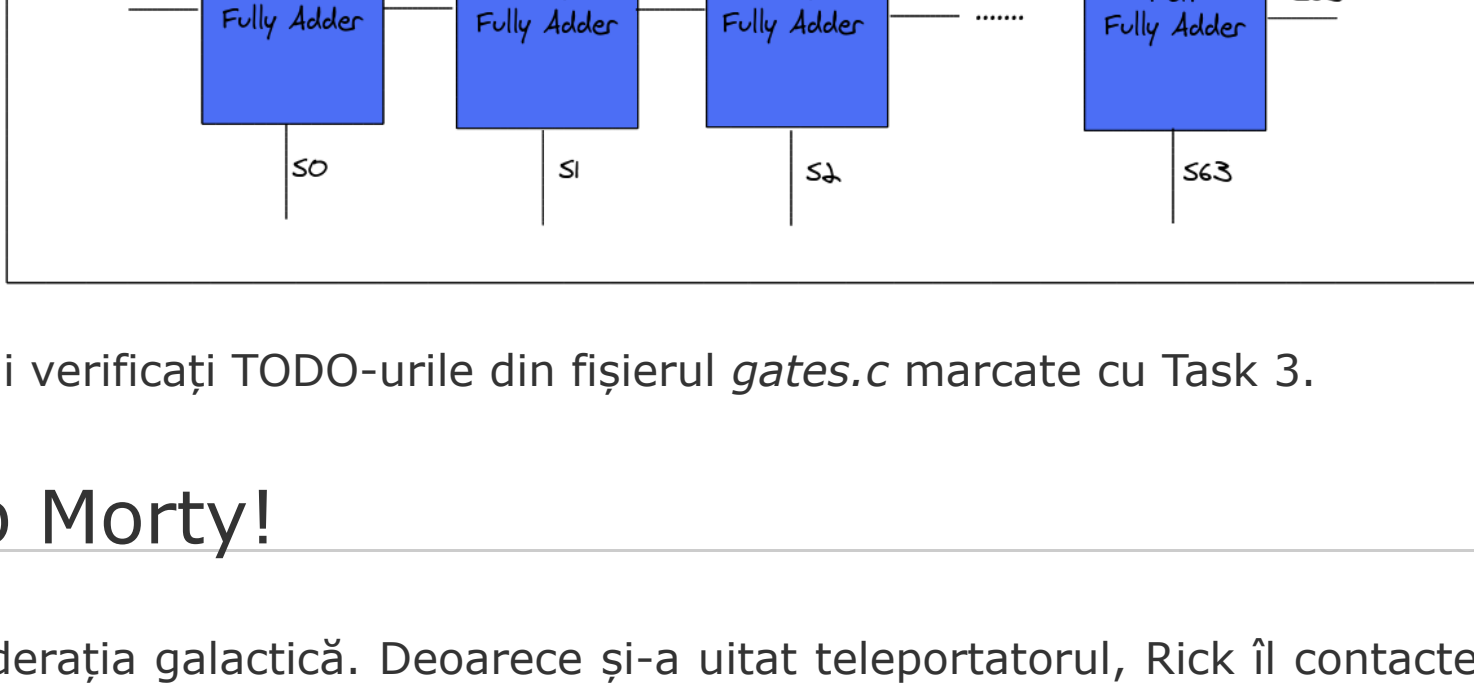 Fully Adder Fully Adder Fully Adder ....... Fully Adder
S0 S1 S2 S63
i verificați TODO-urile din fișierul gates.c marcate cu Task 3.
Morty!
derația galactică. Deoarece și-a uitat teleportatorul, Rick îl contacte